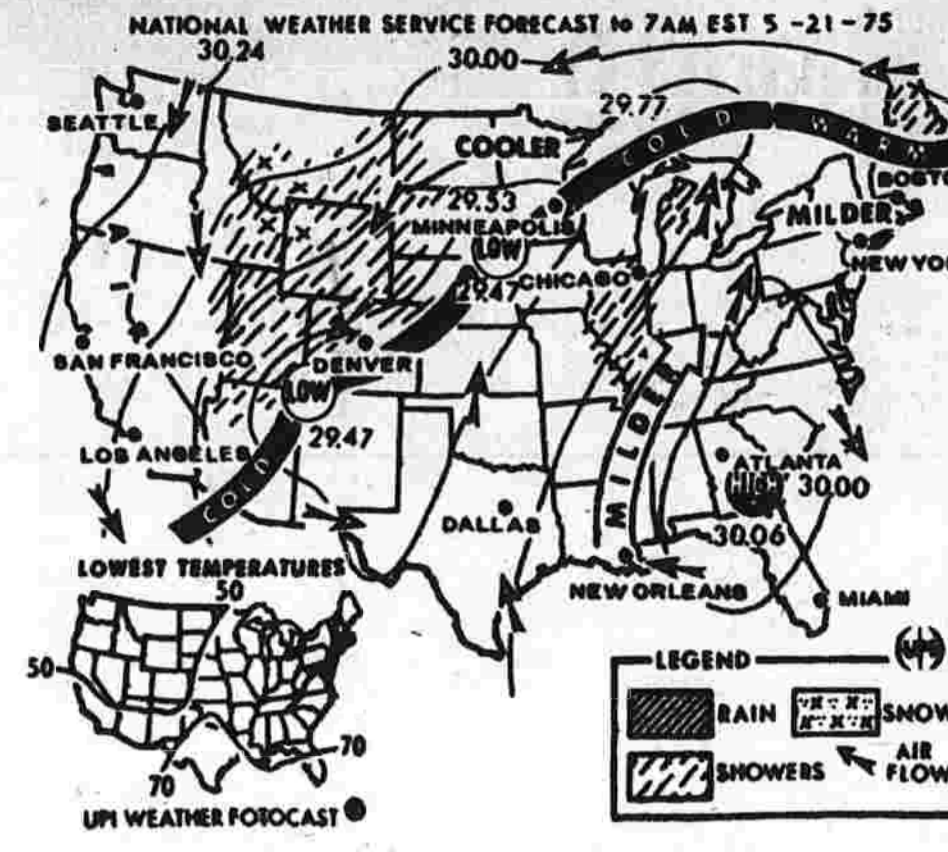 NATIONAL WEATHER SERVICE FORECAST to 7AM EST 5 -21-75
30.24
30.00
29.77
SEATTLE
COOLER
COLD
WARM
BOSTO
29.53
MINNEAPOLIS
MILDER
LOW
NEW YO
29.47
CHICAGO
SAN FRANCISCO
DENVER
LOW
MILDER
29.47
LOS ANGELES
COLD
ATLANTA
30.00
DALLAS
30.06
LOWEST TEMPERATURES
NEW ORLEANS
MIAMI
50
50
70
70
UPI WEATHER FOTOCAST
UPI
LEGEND
RAIN
SNOW
SHOWERS
AIR
FLOW